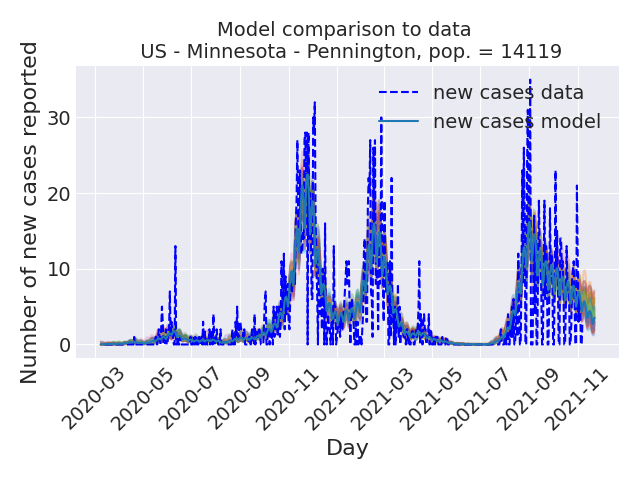 Model comparison to data
US - Minnesota - Pennington, pop. = 14119
Number of new cases reported
30
20
10
0
new cases data
new cases model
2020-03
2020-05
2020-07
2020-09
2020-11
2021-01
2021-03
2021-05
2021-07
2021-09
2021-11
Day